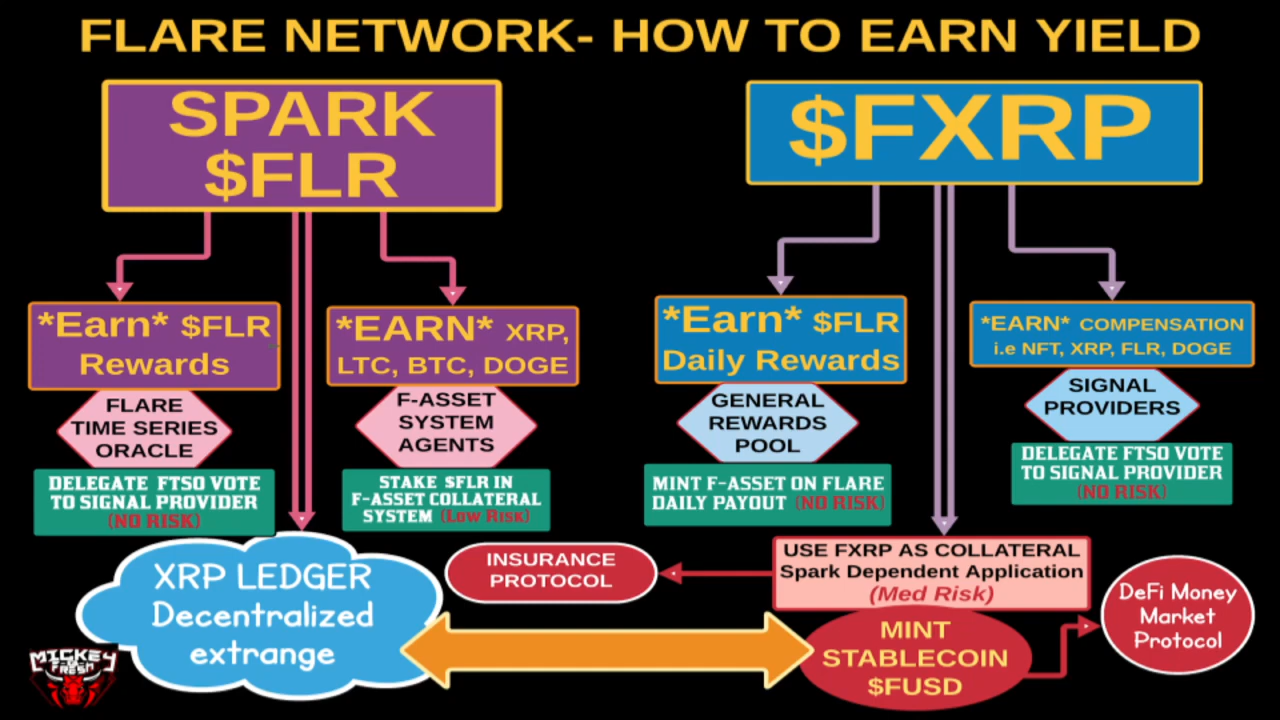 FLARE NETWORK- HOW TO EARN YIELD
SPARK
$FLR
*Earn* $FLR
Rewards
FLARE
TIME SERIES
ORACLE
DELEGATE FTSO VOTE
TO SIGNAL PROVIDER
(NO RISK)
*EARN* XRP,
LTC, BTC, DOGE
F-ASSET
SYSTEM
AGENTS
STAKE $FLR IN
F-ASSET COLLATERAL
SYSTEM (Low Risk)
XRP LEDGER
Decentralized
extrange
$FXRP
*Earn* $FLR
Daily Rewards
GENERAL
REWARDS
POOL
MINT F-ASSET ON FLARE
DAILY PAYOUT (NO RISK)
*EARN* COMPENSATION
i.e NFT, XRP, FLR, DOGE
SIGNAL
PROVIDERS
DELEGATE FTSO VOTE
TO SIGNAL PROVIDER
(NO RISK)
USE FXRP AS COLLATERAL
Spark Dependent Application
(Med Risk)
INSURANCE
PROTOCOL
MINT
STABLECOIN
$FUSD
DeFi Money
Market
Protocol
MICKEY
B
FRESH